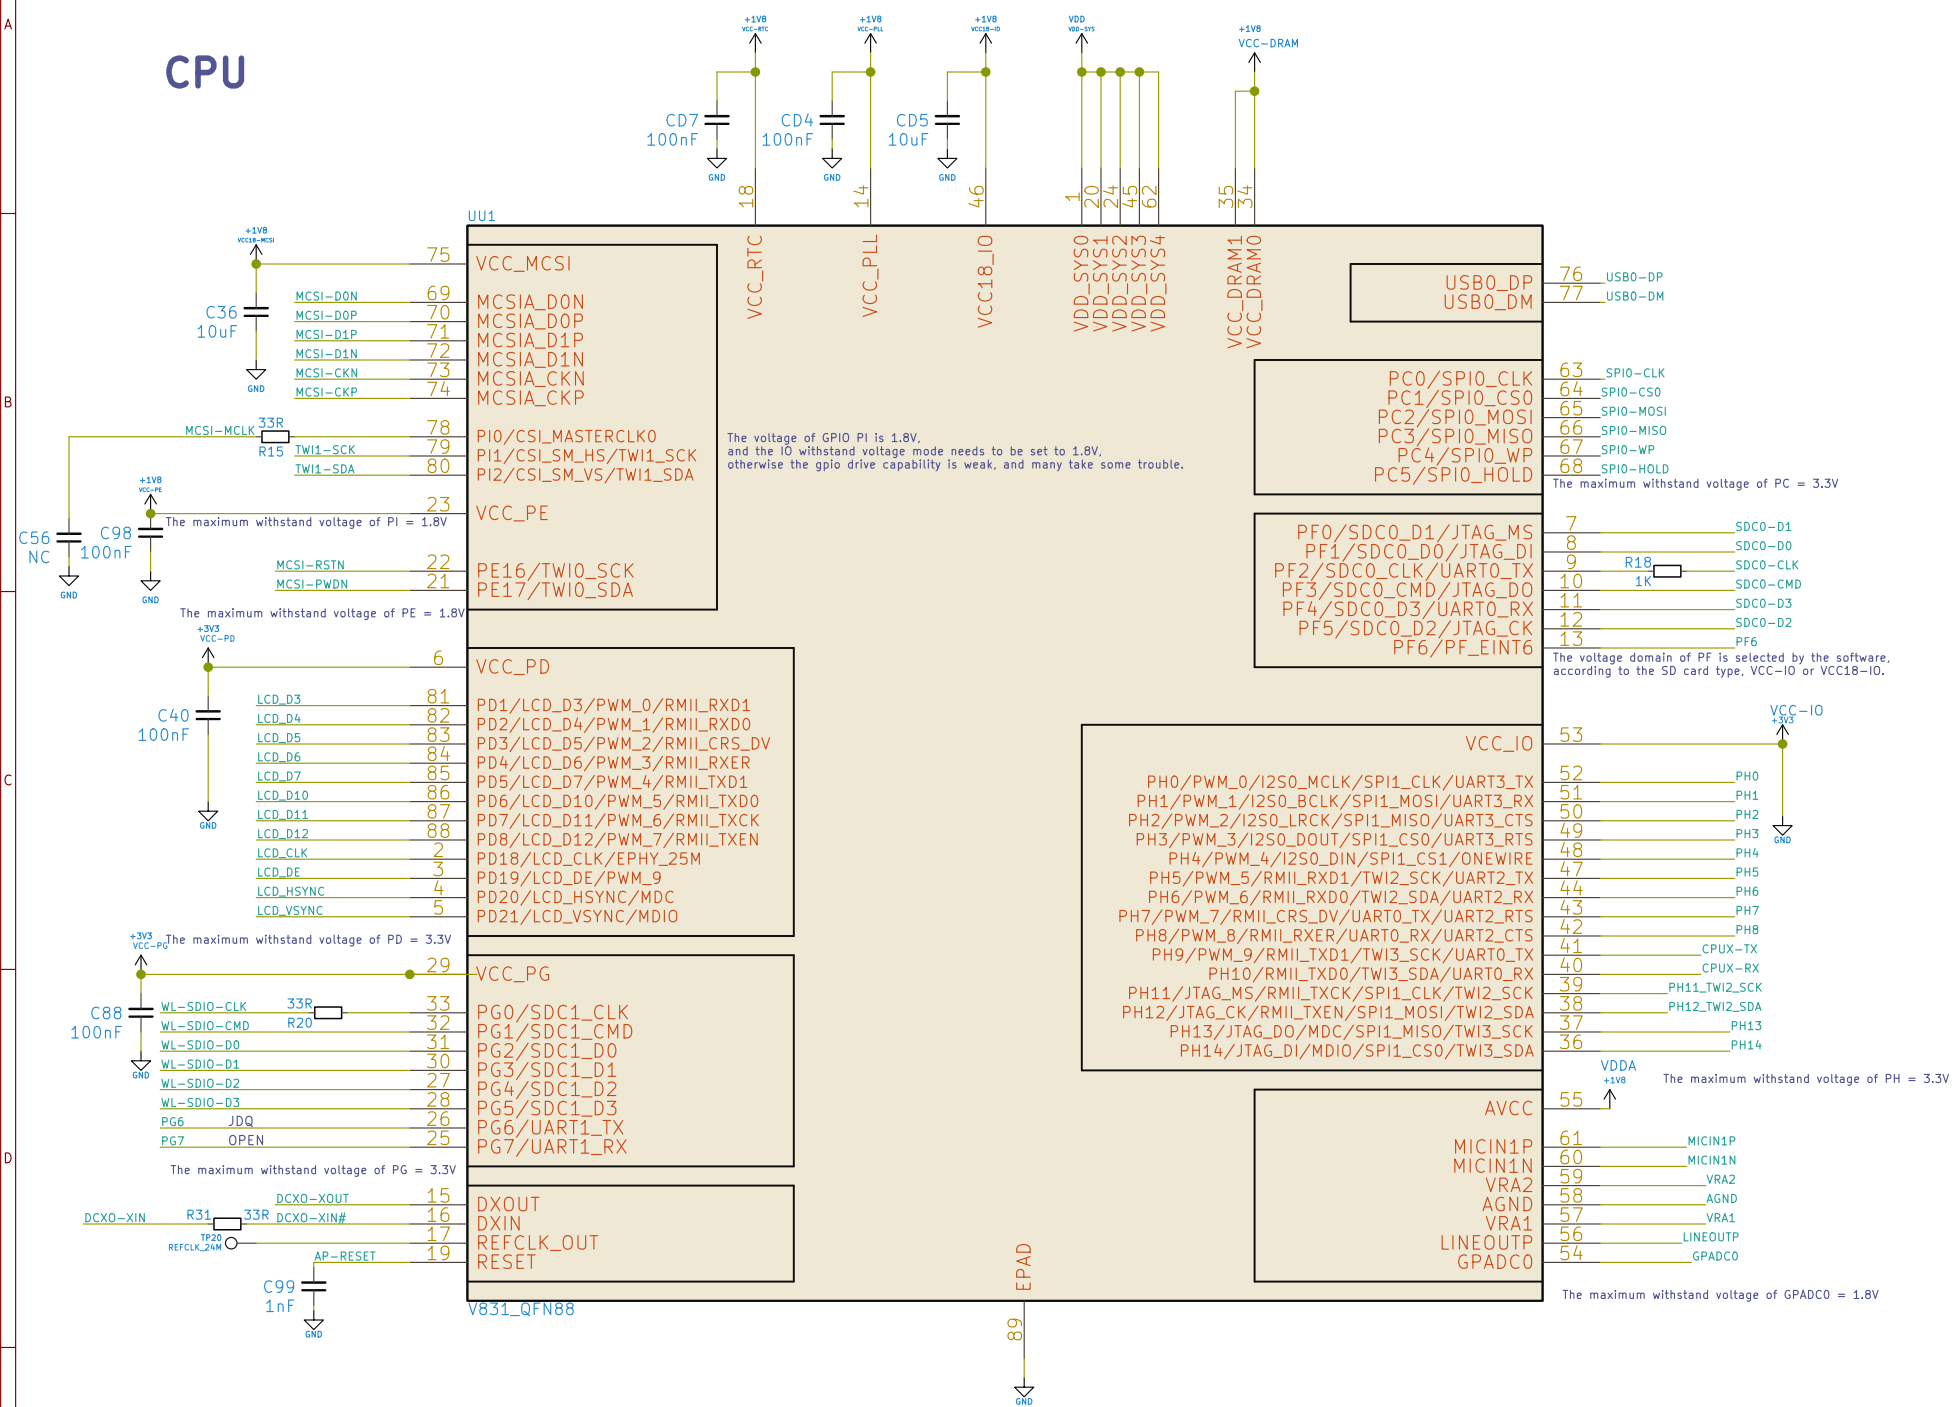 A
B
C
D
CPU
+1V8
VCC-RTC
+1V8
VCC-PLL
+1V8
VCC18-IO
VDD
VDD-SYS
+1V8
VCC-DRAM
CD7
100nF
GND
CD4
100nF
GND
CD5
10uF
GND
18
14
46
1
20
24
45
62
35
34
UU1
VCC_RTC
VCC_PLL
VCC18_IO
VDD_SYS0
VDD_SYS1
VDD_SYS2
VDD_SYS3
VDD_SYS4
VCC_DRAM1
VCC_DRAM0
+1V8
VCC18-MCSI
75 VCC_MCSI
C36
10uF
GND
MCSI-D0N 69 MCSIA_D0N
MCSI-D0P 70 MCSIA_D0P
MCSI-D1P 71 MCSIA_D1P
MCSI-D1N 72 MCSIA_D1N
MCSI-CKN 73 MCSIA_CKN
MCSI-CKP 74 MCSIA_CKP
MCSI-MCLK 33R R15 78 PI0/CSI_MASTERCLK0
TWI1-SCK 79 PI1/CSI_SM_HS/TWI1_SCK
TWI1-SDA 80 PI2/CSI_SM_VS/TWI1_SDA
The voltage of GPIO PI is 1.8V,
and the IO withstand voltage mode needs to be set to 1.8V,
otherwise the gpio drive capability is weak, and many take some trouble.
+1V8
VCC-PE
23 VCC_PE
The maximum withstand voltage of PI = 1.8V
C56
NC
GND
C98
100nF
GND
MCSI-RSTN 22 PE16/TWI0_SCK
MCSI-PWDN 21 PE17/TWI0_SDA
The maximum withstand voltage of PE = 1.8V
+3V3
VCC-PD
6 VCC_PD
C40
100nF
GND
LCD_D3 81 PD1/LCD_D3/PWM_0/RMII_RXD1
LCD_D4 82 PD2/LCD_D4/PWM_1/RMII_RXD0
LCD_D5 83 PD3/LCD_D5/PWM_2/RMII_CRS_DV
LCD_D6 84 PD4/LCD_D6/PWM_3/RMII_RXER
LCD_D7 85 PD5/LCD_D7/PWM_4/RMII_TXD1
LCD_D10 86 PD6/LCD_D10/PWM_5/RMII_TXD0
LCD_D11 87 PD7/LCD_D11/PWM_6/RMII_TXCK
LCD_D12 88 PD8/LCD_D12/PWM_7/RMII_TXEN
LCD_CLK 2 PD18/LCD_CLK/EPHY_25M
LCD_DE 3 PD19/LCD_DE/PWM_9
LCD_HSYNC 4 PD20/LCD_HSYNC/MDC
LCD_VSYNC 5 PD21/LCD_VSYNC/MDIO
The maximum withstand voltage of PD = 3.3V
+3V3
VCC-PG
29 VCC_PG
C88
100nF
GND
WL-SDIO-CLK 33R R20 33 PG0/SDC1_CLK
WL-SDIO-CMD 32 PG1/SDC1_CMD
WL-SDIO-D0 31 PG2/SDC1_D0
WL-SDIO-D1 30 PG3/SDC1_D1
WL-SDIO-D2 27 PG4/SDC1_D2
WL-SDIO-D3 28 PG5/SDC1_D3
PG6 JDQ 26 PG6/UART1_TX
PG7 OPEN 25 PG7/UART1_RX
The maximum withstand voltage of PG = 3.3V
DCXO-XOUT 15 DXOUT
DCXO-XIN R31 33R DCXO-XIN# 16 DXIN
TP20
REFCLK_24M 17 REFCLK_OUT
AP-RESET 19 RESET
C99
1nF
GND
V831_QFN88
EPAD
89
GND
USB0_DP 76 USB0-DP
USB0_DM 77 USB0-DM
PC0/SPI0_CLK 63 SPI0-CLK
PC1/SPI0_CS0 64 SPI0-CS0
PC2/SPI0_MOSI 65 SPI0-MOSI
PC3/SPI0_MISO 66 SPI0-MISO
PC4/SPI0_WP 67 SPI0-WP
PC5/SPI0_HOLD 68 SPI0-HOLD
The maximum withstand voltage of PC = 3.3V
PF0/SDC0_D1/JTAG_MS 7 SDC0-D1
PF1/SDC0_D0/JTAG_DI 8 SDC0-D0
PF2/SDC0_CLK/UART0_TX 9 R18 1K SDC0-CLK
PF3/SDC0_CMD/JTAG_DO 10 SDC0-CMD
PF4/SDC0_D3/UART0_RX 11 SDC0-D3
PF5/SDC0_D2/JTAG_CK 12 SDC0-D2
PF6/PF_EINT6 13 PF6
The voltage domain of PF is selected by the software,
according to the SD card type, VCC-IO or VCC18-IO.
VCC-IO
+3V3
VCC_IO 53
GND
PH0/PWM_0/I2S0_MCLK/SPI1_CLK/UART3_TX 52 PH0
PH1/PWM_1/I2S0_BCLK/SPI1_MOSI/UART3_RX 51 PH1
PH2/PWM_2/I2S0_LRCK/SPI1_MISO/UART3_CTS 50 PH2
PH3/PWM_3/I2S0_DOUT/SPI1_CS0/UART3_RTS 49 PH3
PH4/PWM_4/I2S0_DIN/SPI1_CS1/ONEWIRE 48 PH4
PH5/PWM_5/RMII_RXD1/TWI2_SCK/UART2_TX 47 PH5
PH6/PWM_6/RMII_RXD0/TWI2_SDA/UART2_RX 44 PH6
PH7/PWM_7/RMII_CRS_DV/UART0_TX/UART2_RTS 43 PH7
PH8/PWM_8/RMII_RXER/UART0_RX/UART2_CTS 42 PH8
PH9/PWM_9/RMII_TXD1/TWI3_SCK/UART0_TX 41 CPUX-TX
PH10/RMII_TXD0/TWI3_SDA/UART0_RX 40 CPUX-RX
PH11/JTAG_MS/RMII_TXCK/SPI1_CLK/TWI2_SCK 39 PH11_TWI2_SCK
PH12/JTAG_CK/RMII_TXEN/SPI1_MOSI/TWI2_SDA 38 PH12_TWI2_SDA
PH13/JTAG_DO/MDC/SPI1_MISO/TWI3_SCK 37 PH13
PH14/JTAG_DI/MDIO/SPI1_CS0/TWI3_SDA 36 PH14
VDDA
+1V8
The maximum withstand voltage of PH = 3.3V
AVCC 55
MICIN1P 61 MICIN1P
MICIN1N 60 MICIN1N
VRA2 59 VRA2
AGND 58 AGND
VRA1 57 VRA1
LINEOUTP 56 LINEOUTP
GPADC0 54 GPADC0
The maximum withstand voltage of GPADC0 = 1.8V